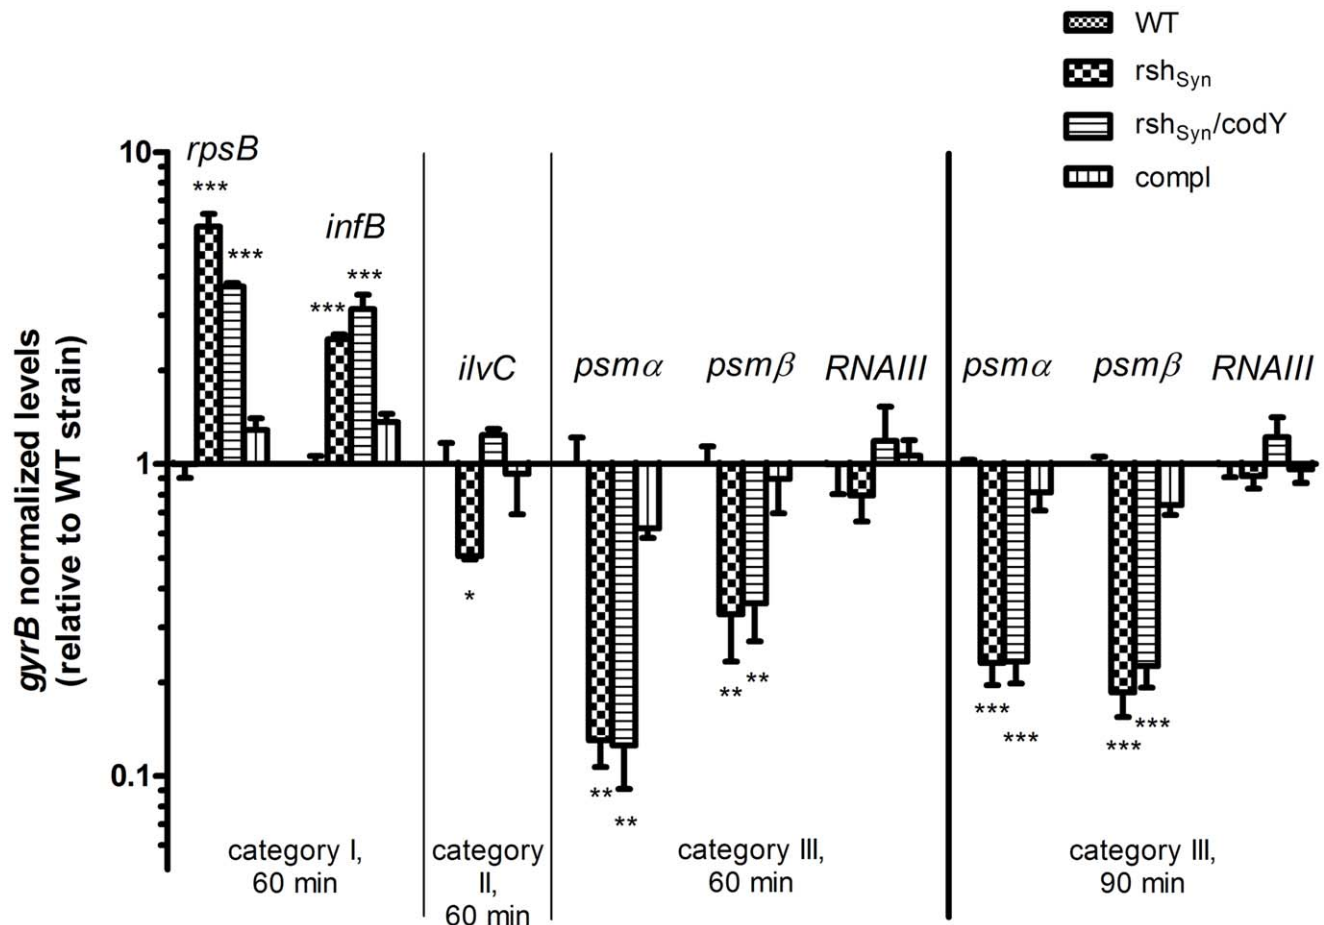 WT
rshSyn
rshSyn/codY
compl
gyrB normalized levels
(relative to WT strain)
10
1
0.1
rpsB
***
***
infB
***
***
ilvC
*
psmα
**
**
psmβ
**
**
RNAIII
psmα
***
***
psmβ
***
***
RNAIII
category I,
60 min
category
II,
60 min
category III,
60 min
category III,
90 min